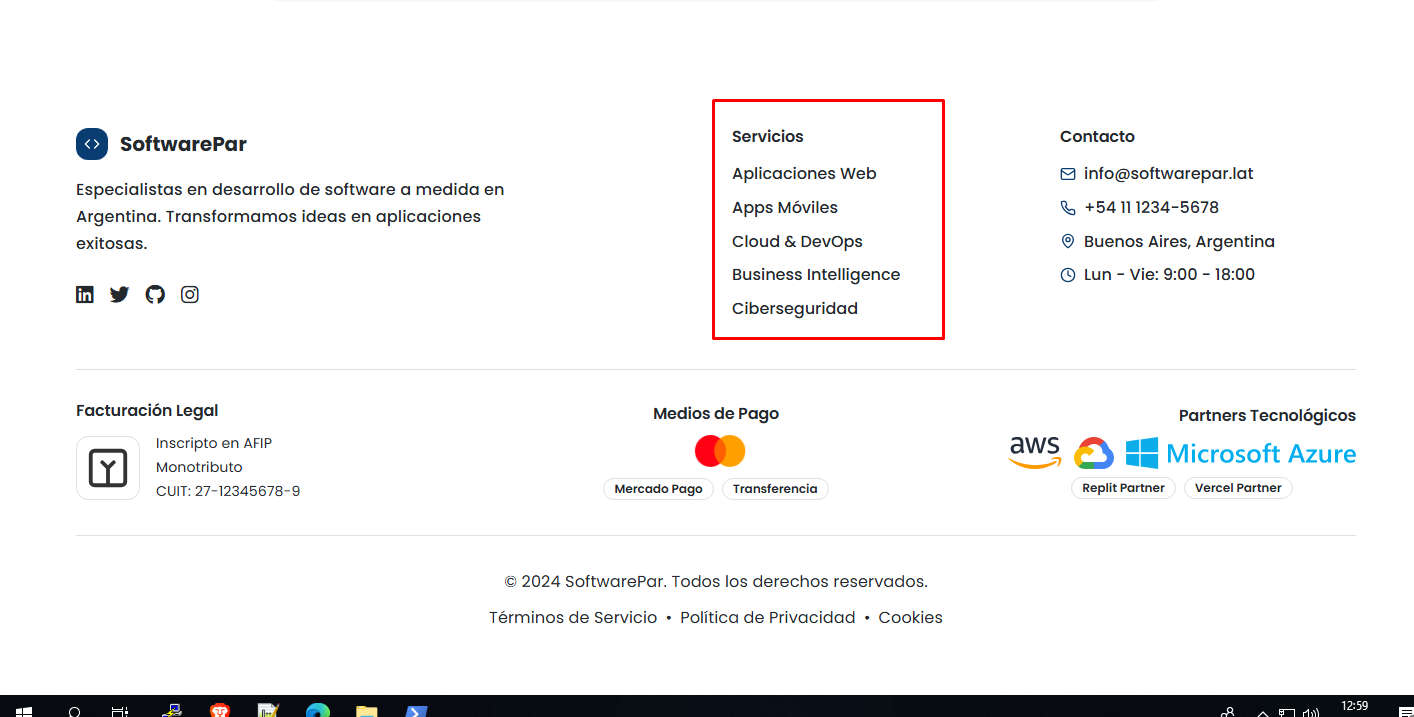 SoftwarePar
Especialistas en desarrollo de software a medida en
Argentina. Transformamos ideas en aplicaciones
exitosas.
Servicios
Aplicaciones Web
Apps Móviles
Cloud & DevOps
Business Intelligence
Ciberseguridad
Contacto
info@softwarepar.lat
+54 11 1234-5678
Buenos Aires, Argentina
Lun - Vie: 9:00 - 18:00
Facturación Legal
Inscripto en AFIP
Monotributo
CUIT: 27-12345678-9
Medios de Pago
Mercado Pago
Transferencia
Partners Tecnológicos
aws
Microsoft Azure
Replit Partner
Vercel Partner
© 2024 SoftwarePar. Todos los derechos reservados.
Términos de Servicio • Política de Privacidad • Cookies
12:59